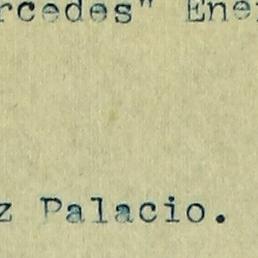 rcedes" Ene
z Palacio.